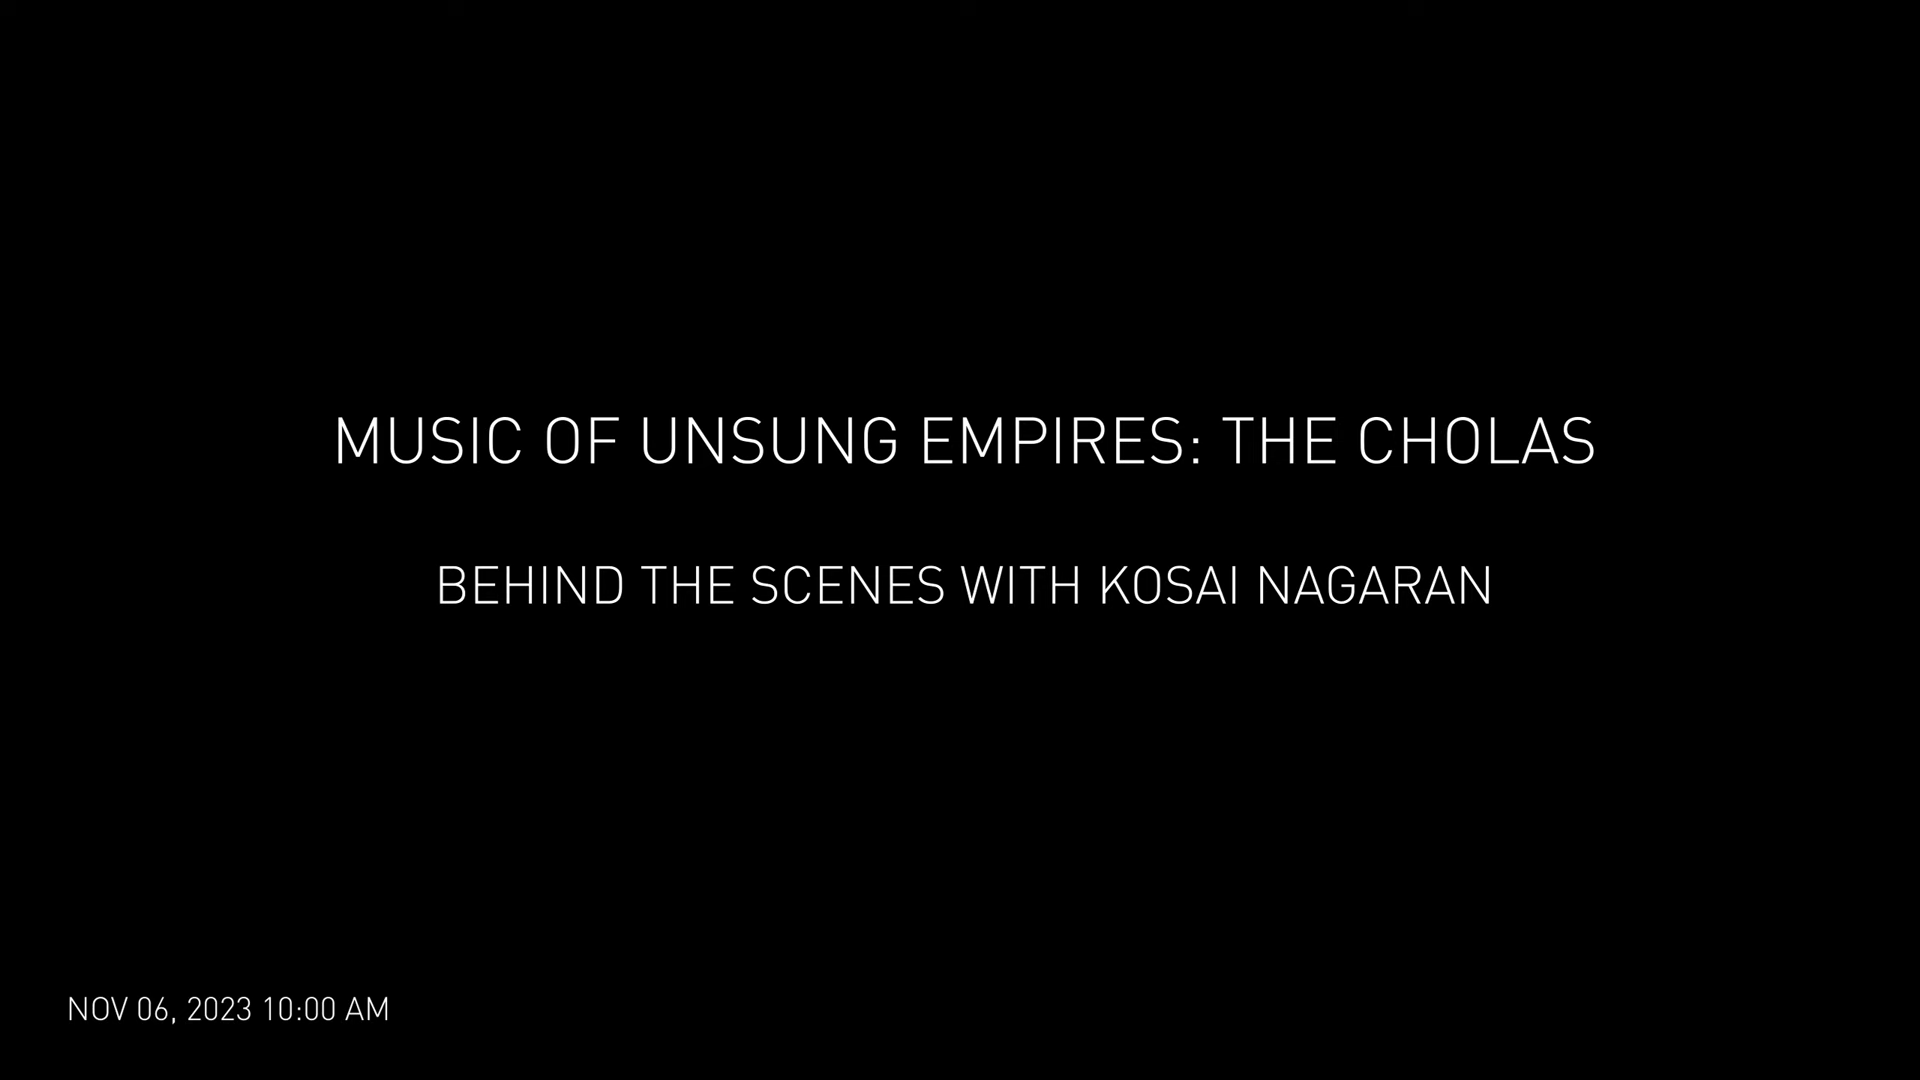 MUSIC OF UNSUNG EMPIRES: THE CHOLAS
BEHIND THE SCENES WITH KOSAI NAGARAN
NOV 06, 2023 10:00 AM